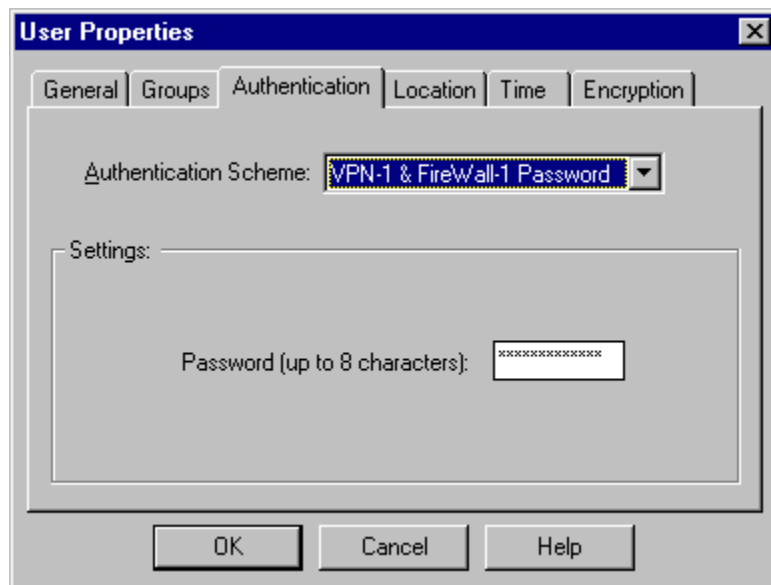 User Properties
General Groups Authentication Location Time Encryption
Authentication Scheme: VPN-1 & FireWall-1 Password
Settings:
Password (up to 8 characters): xxxxxxxxxxxxx
OK Cancel Help